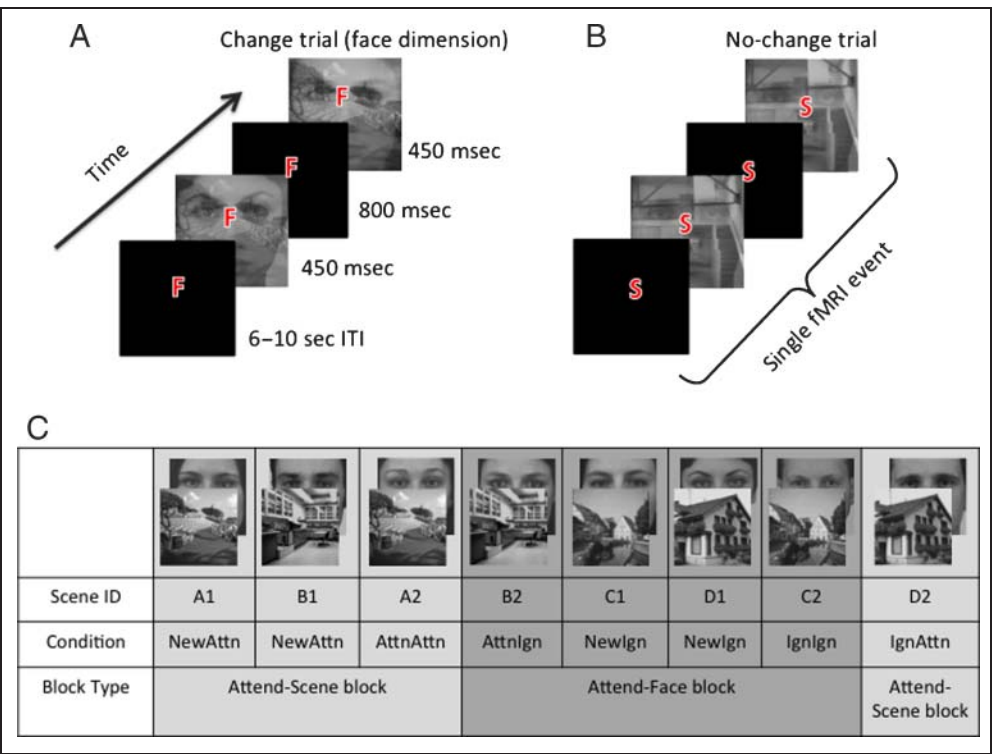 A
Change trial (face dimension)
F
F
450 msec
Time
F
800 msec
450 msec
F
6–10 sec ITI
B
No-change trial
S
S
S
S
Single fMRI event
C
Scene ID A1 B1 A2 B2 C1 D1 C2 D2
Condition NewAttn NewAttn AttnAttn AttnIgn NewIgn NewIgn IgnIgn IgnAttn
Block Type Attend-Scene block Attend-Face block Attend-
Scene block